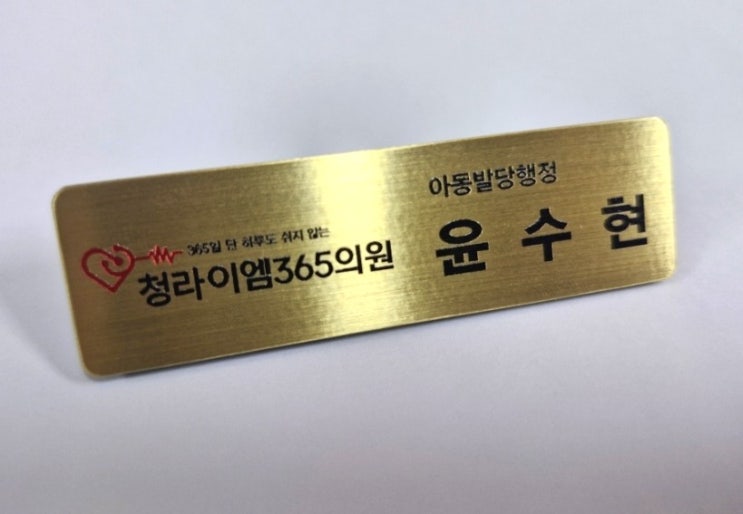 365일 단 하루도 쉬지 않는
청라이엠365의원
아동발당행정
윤수현